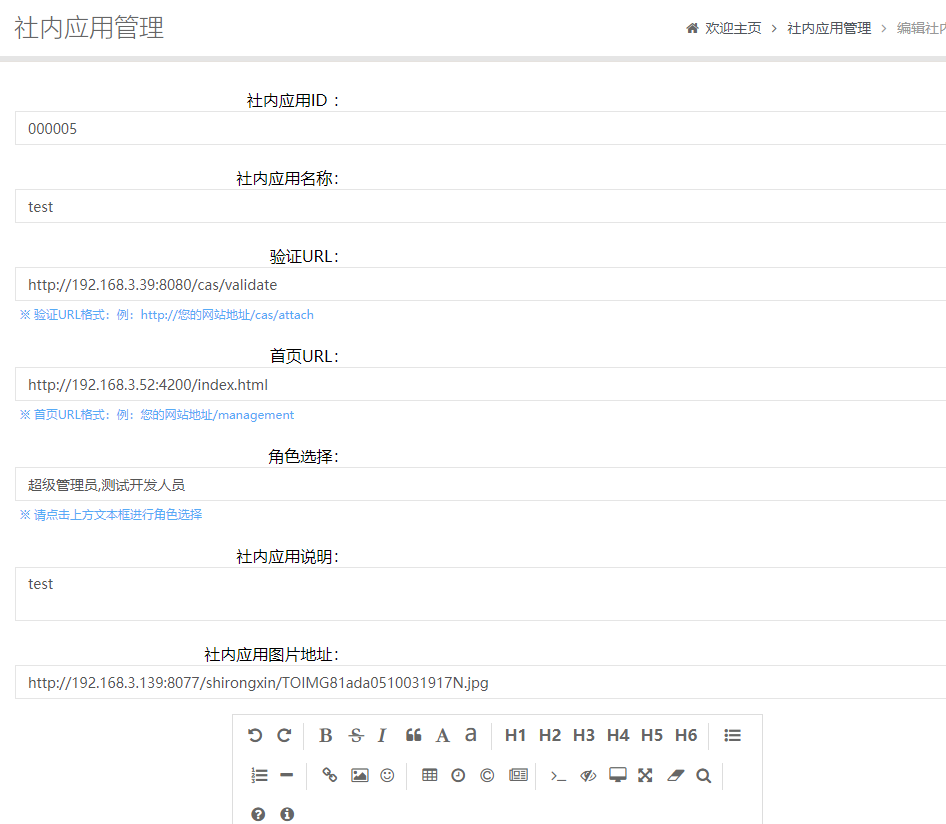 社内应用管理
欢迎主页 > 社内应用管理 > 编辑社内
社内应用ID ：
000005
社内应用名称：
test
验证URL：
http://192.168.3.39:8080/cas/validate
※ 验证URL格式：例：http://您的网站地址/cas/attach
首页URL：
http://192.168.3.52:4200/index.html
※ 首页URL格式：例：您的网站地址/management
角色选择：
超级管理员,测试开发人员
※ 请点击上方文本框进行角色选择
社内应用说明：
test
社内应用图片地址：
http://192.168.3.139:8077/shirongxin/TOIMG81ada0510031917N.jpg
B S I A a H1 H2 H3 H4 H5 H6